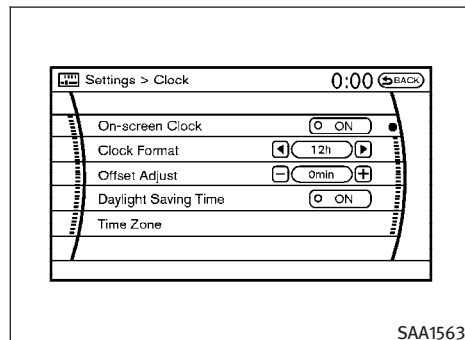 Settings > Clock 0:00 BACK
On-screen Clock ON
Clock Format 12h
Offset Adjust 0min
Daylight Saving Time ON
Time Zone
SAA1563